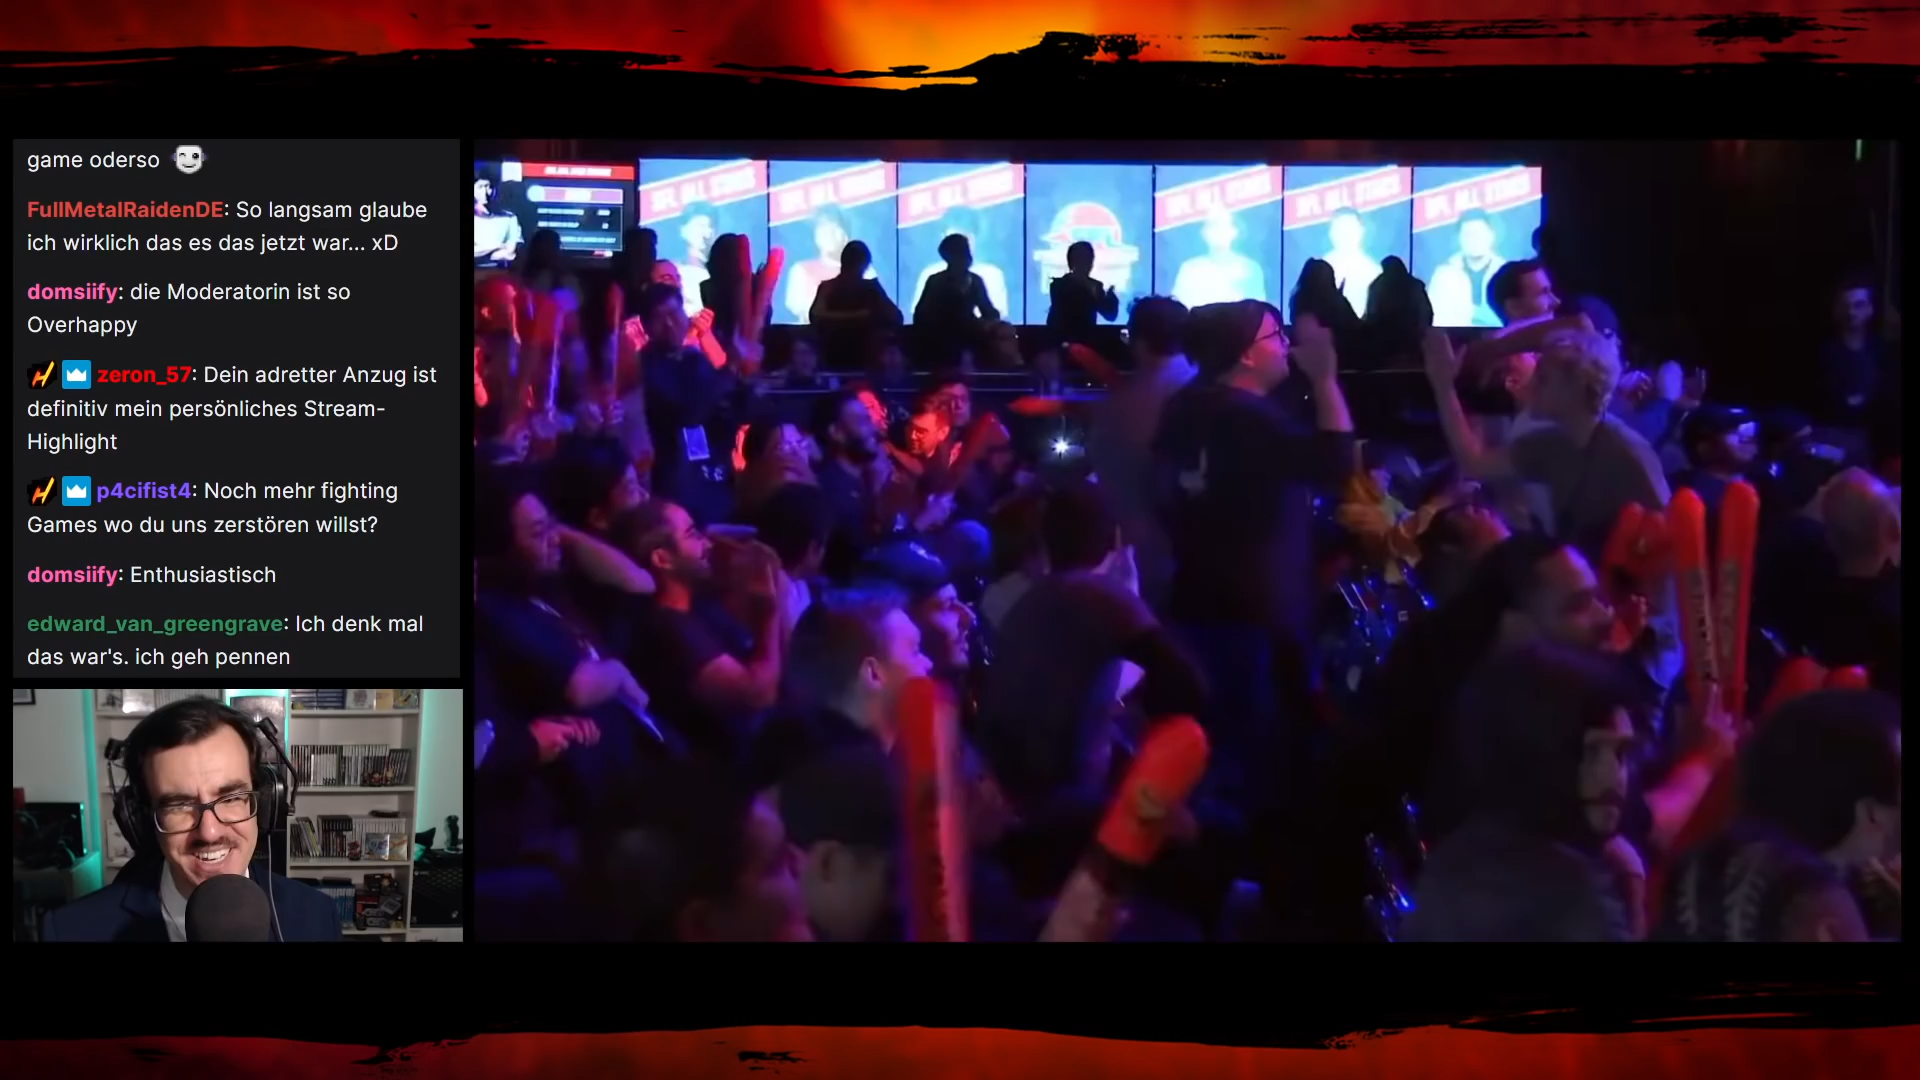 game oderso
FullMetalRaidenDE: So langsam glaube
ich wirklich das es das jetzt war... xD
domsiify: die Moderatorin ist so
Overhappy
zeron_57: Dein adretter Anzug ist
definitiv mein persönliches Stream-
Highlight
p4cifist4: Noch mehr fighting
Games wo du uns zerstören willst?
domsiify: Enthusiastisch
edward_van_greengrave: Ich denk mal
das war's. ich geh pennen
ALL STARS